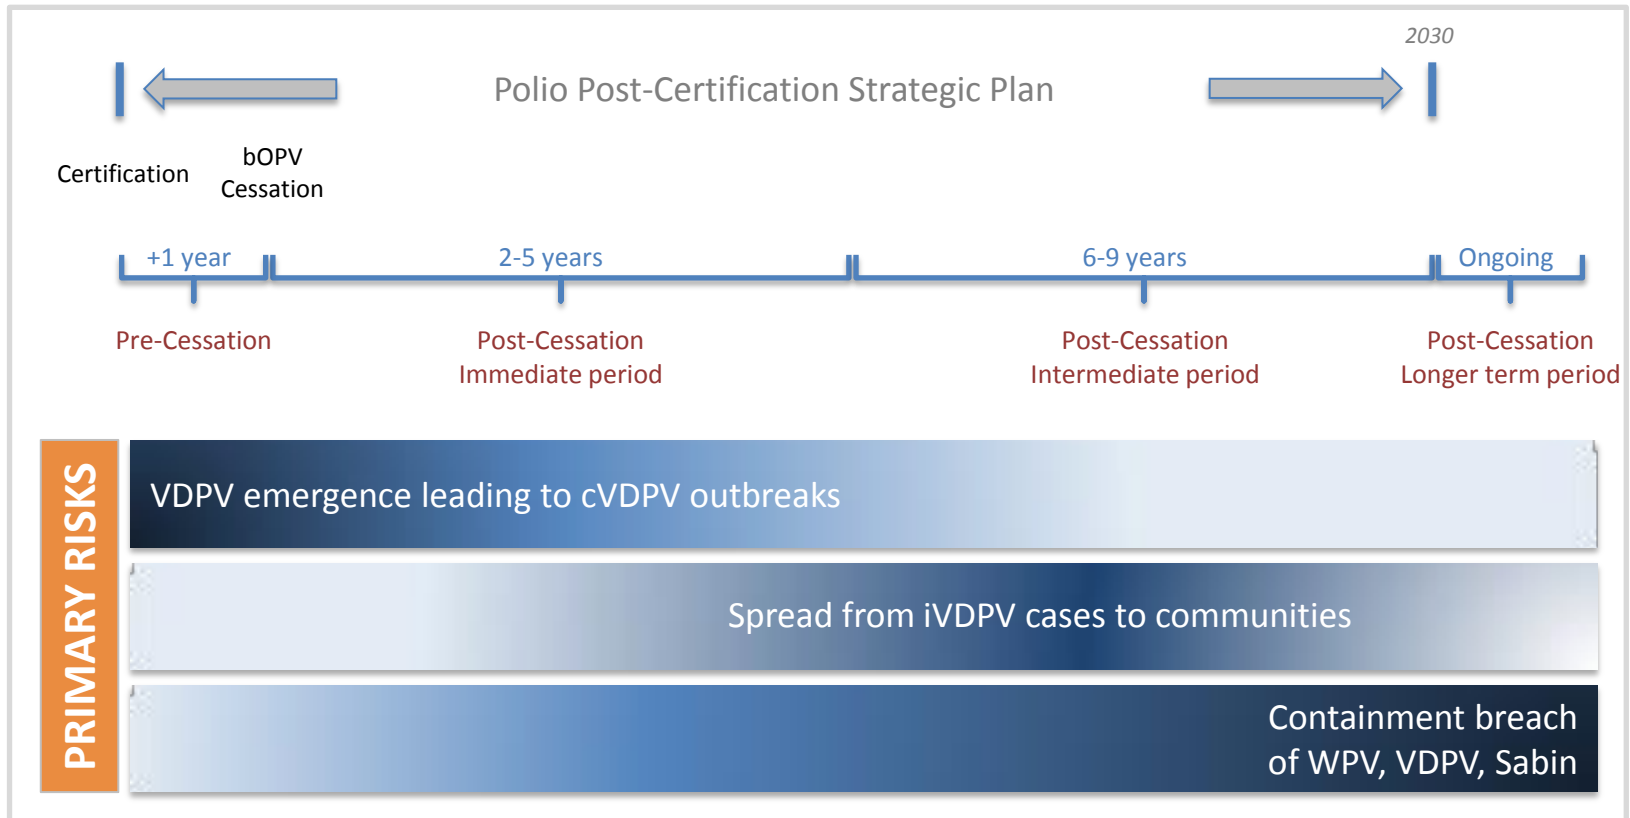 2030
Polio Post-Certification Strategic Plan
Certification
bOPV
Cessation
+1 year
2-5 years
6-9 years
Ongoing
Pre-Cessation
Post-Cessation
Immediate period
Post-Cessation
Intermediate period
Post-Cessation
Longer term period
PRIMARY RISKS
VDPV emergence leading to cVDPV outbreaks
Spread from iVDPV cases to communities
Containment breach
of WPV, VDPV, Sabin